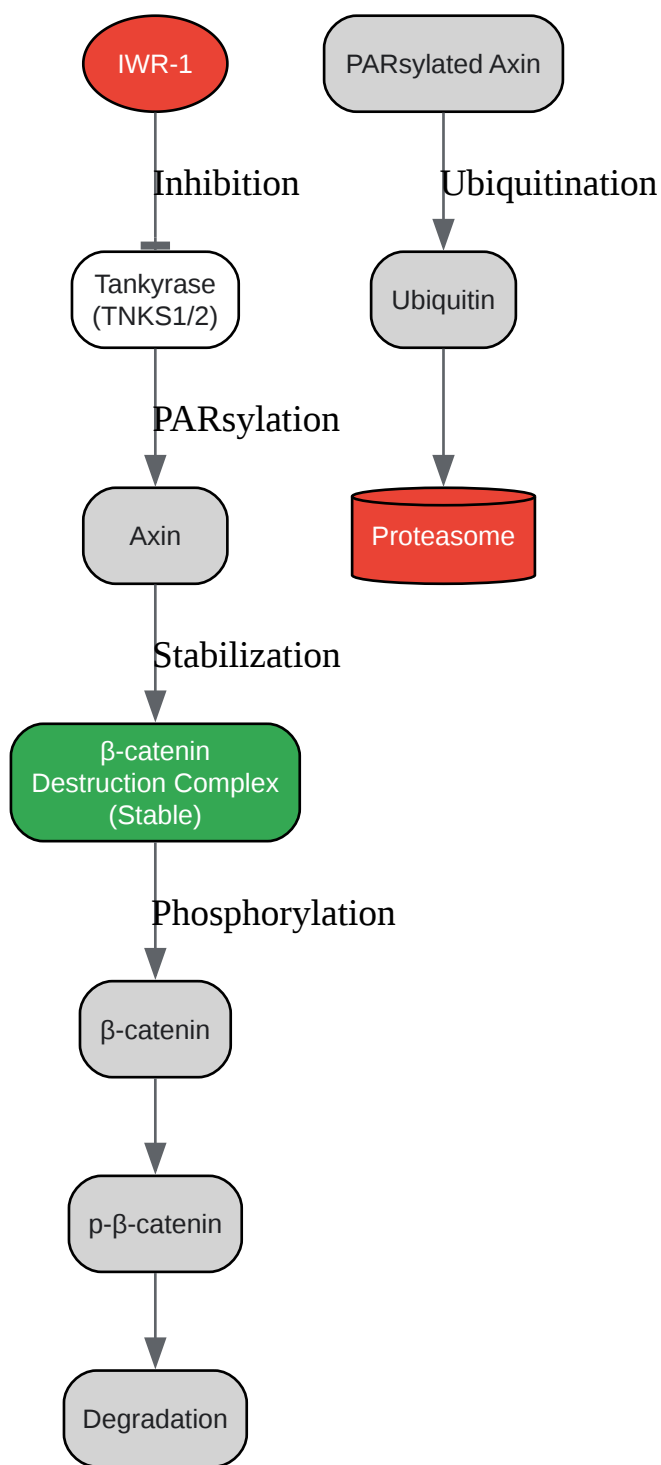 IWR-1
PARsylated Axin
Inhibition
Ubiquitination
Tankyrase
(TNKS1/2)
Ubiquitin
PARsylation
Axin
Proteasome
Stabilization
β-catenin
Destruction Complex
(Stable)
Phosphorylation
β-catenin
p-β-catenin
Degradation